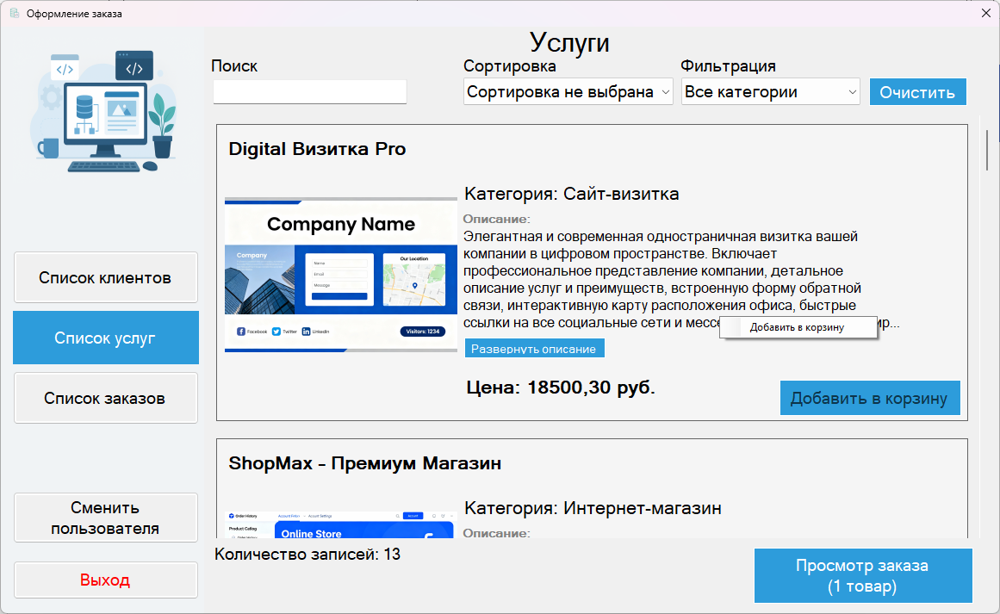 Оформление заказа
</>
</>
Услуги
Поиск
Сортировка
Фильтрация
Сортировка не выбрана
Все категории
Очистить
Digital Визитка Pro
Категория: Сайт-визитка
Описание:
Элегантная и современная одностраничная визитка вашей
компании в цифровом пространстве. Включает
профессиональное представление компании, детальное
описание услуг и преимуществ, встроенную форму обратной
связи, интерактивную карту расположения офиса, быстрые
ссылки на все социальные сети и
Добавить в корзину
Развернуть описание
Цена: 18500,30 руб.
Добавить в корзину
Company Name
Company
Name
Email
Message
Our Location
Facebook
Twitter
LinkedIn
Visitors: 1234
Список клиентов
Список услуг
Список заказов
Сменить
пользователя
Выход
ShopMax - Премиум Магазин
Категория: Интернет-магазин
Описание:
Order History
Account Settings
Product Catlog
Online Store
Количество записей: 13
Просмотр заказа
(1 товар)